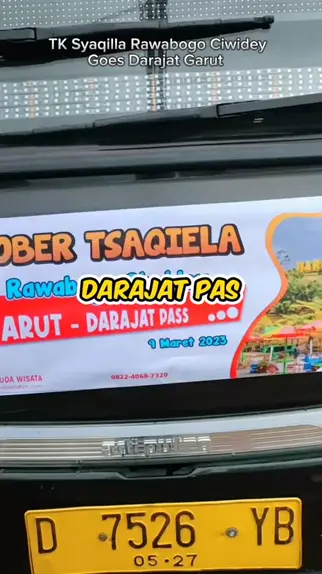 TK Syaqilla Rawabogo Ciwidey
Goes Darajat Garut
OBER TSAQIELA
Rawab
DARAJAT PAS
ARUT - DARAJAT PASS
9 Maret 2023
UDA WISATA
0822-4068-7320
D 7526 YB
05·27